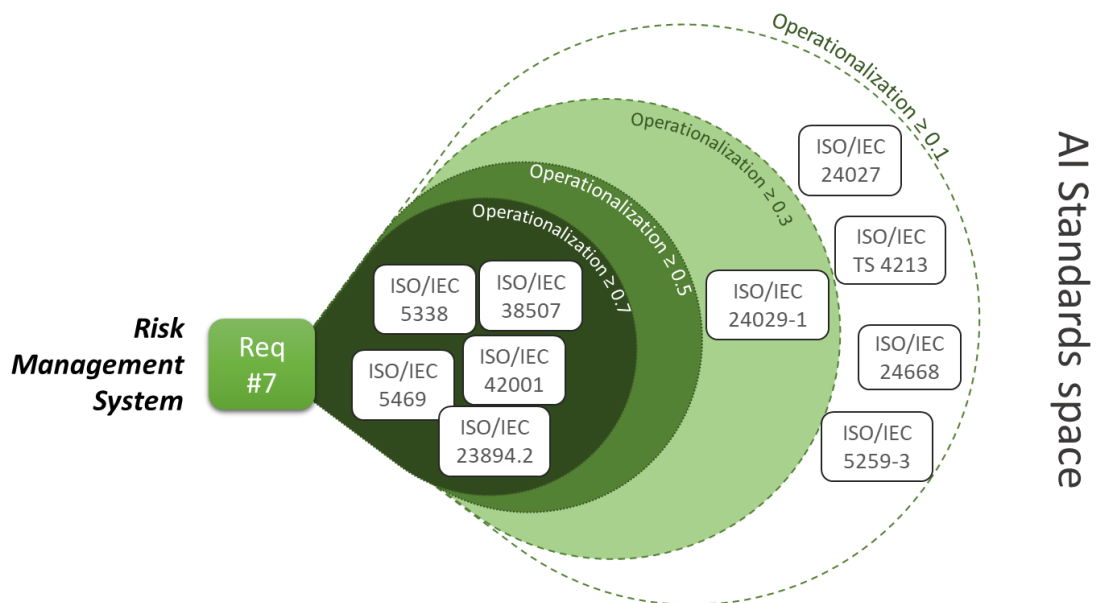 Operationalization ≥ 0.1
Operationalization ≥ 0.3
Operationalization ≥ 0.5
Operationalization ≥ 0.7
ISO/IEC
24027
ISO/IEC
TS 4213
ISO/IEC
5338
ISO/IEC
38507
ISO/IEC
24029-1
Risk
Management
System
Req
#7
ISO/IEC
5469
ISO/IEC
42001
ISO/IEC
24668
ISO/IEC
23894.2
ISO/IEC
5259-3
AI Standards space